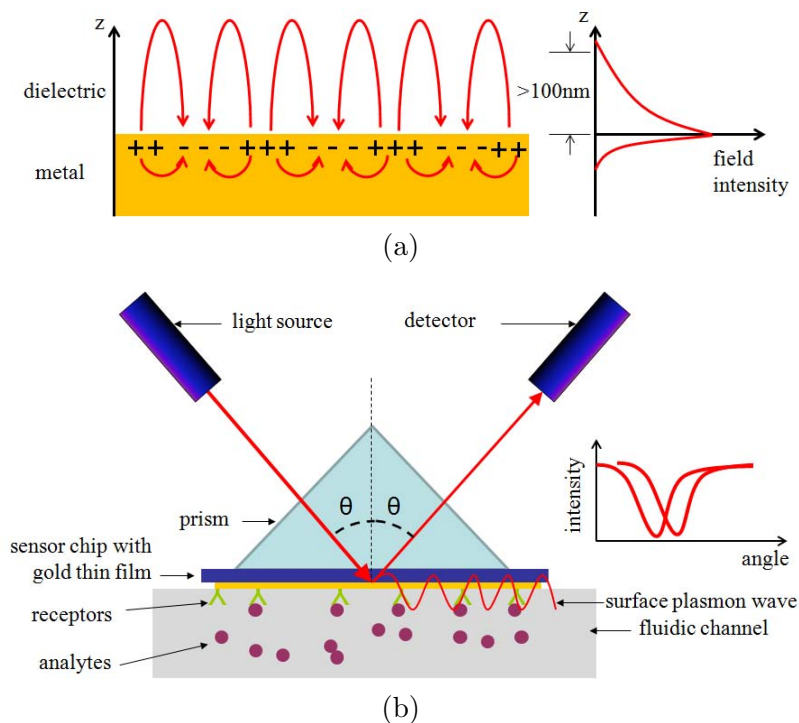 z
z
dielectric
>100nm
++ - - - ++ ++ - - - +++ - - - ++
metal
field
intensity
(a)
light source
detector
θ
θ
prism
intensity
angle
sensor chip with
gold thin film
receptors
surface plasmon wave
fluidic channel
analytes
(b)